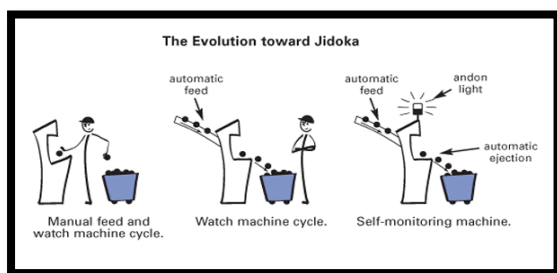 The Evolution toward Jidoka
automatic
feed
automatic
feed
andon
light
automatic
ejection
Manual feed and
watch machine cycle.
Watch machine cycle.
Self-monitoring machine.